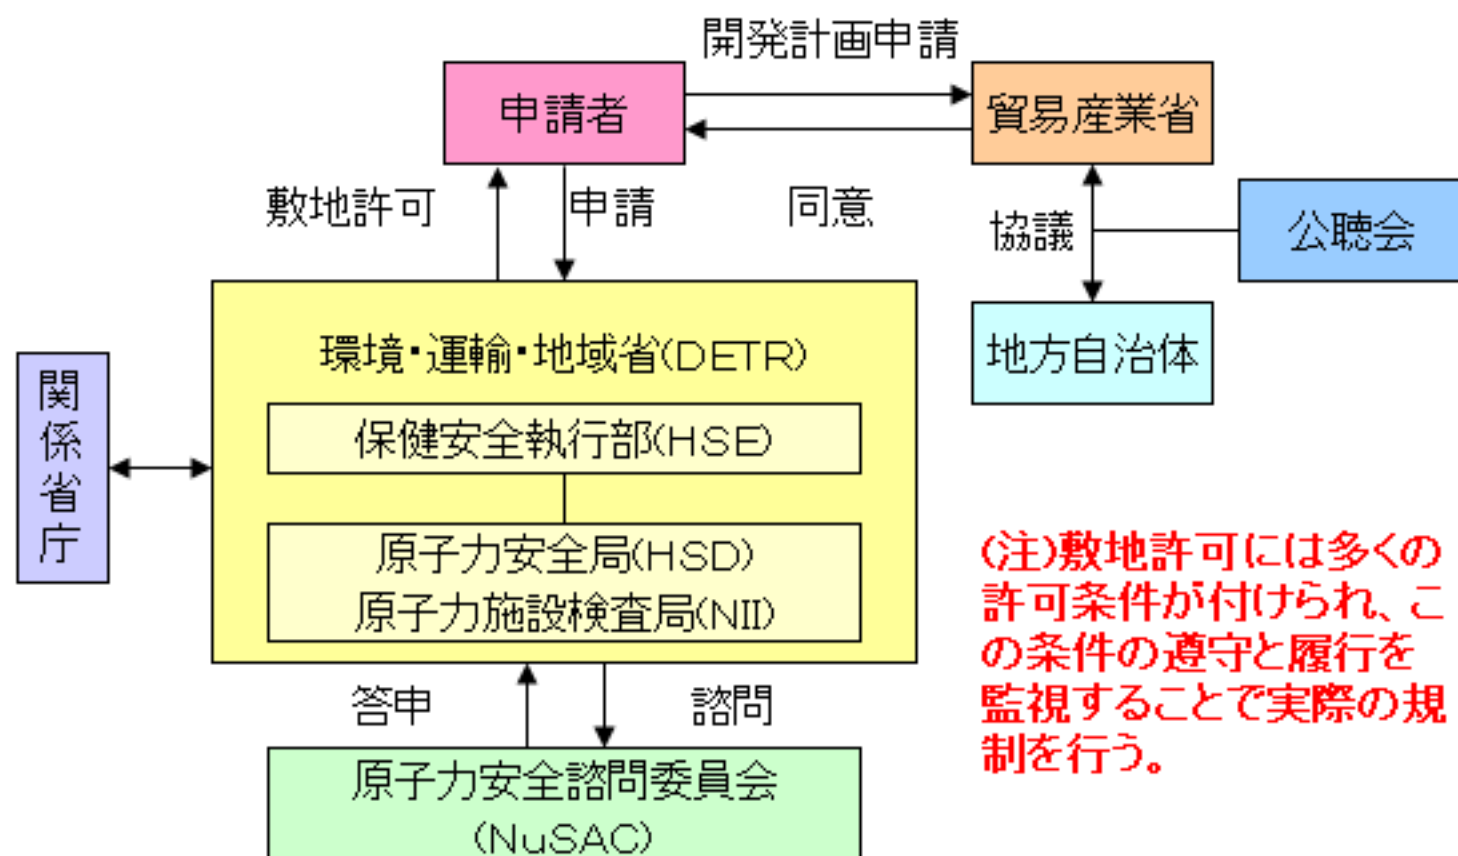 開発計画申請
申請者
貿易産業省
敷地許可
申請
同意
協議
公聴会
環境・運輸・地域省(DETR)
地方自治体
関係省庁
保健安全執行部(HSE)
原子力安全局(HSD)
原子力施設検査局(NII)
(注)敷地許可には多くの
許可条件が付けられ、こ
の条件の遵守と履行を
監視することで実際の規
制を行う。
答申
諮問
原子力安全諮問委員会
(NuSAC)